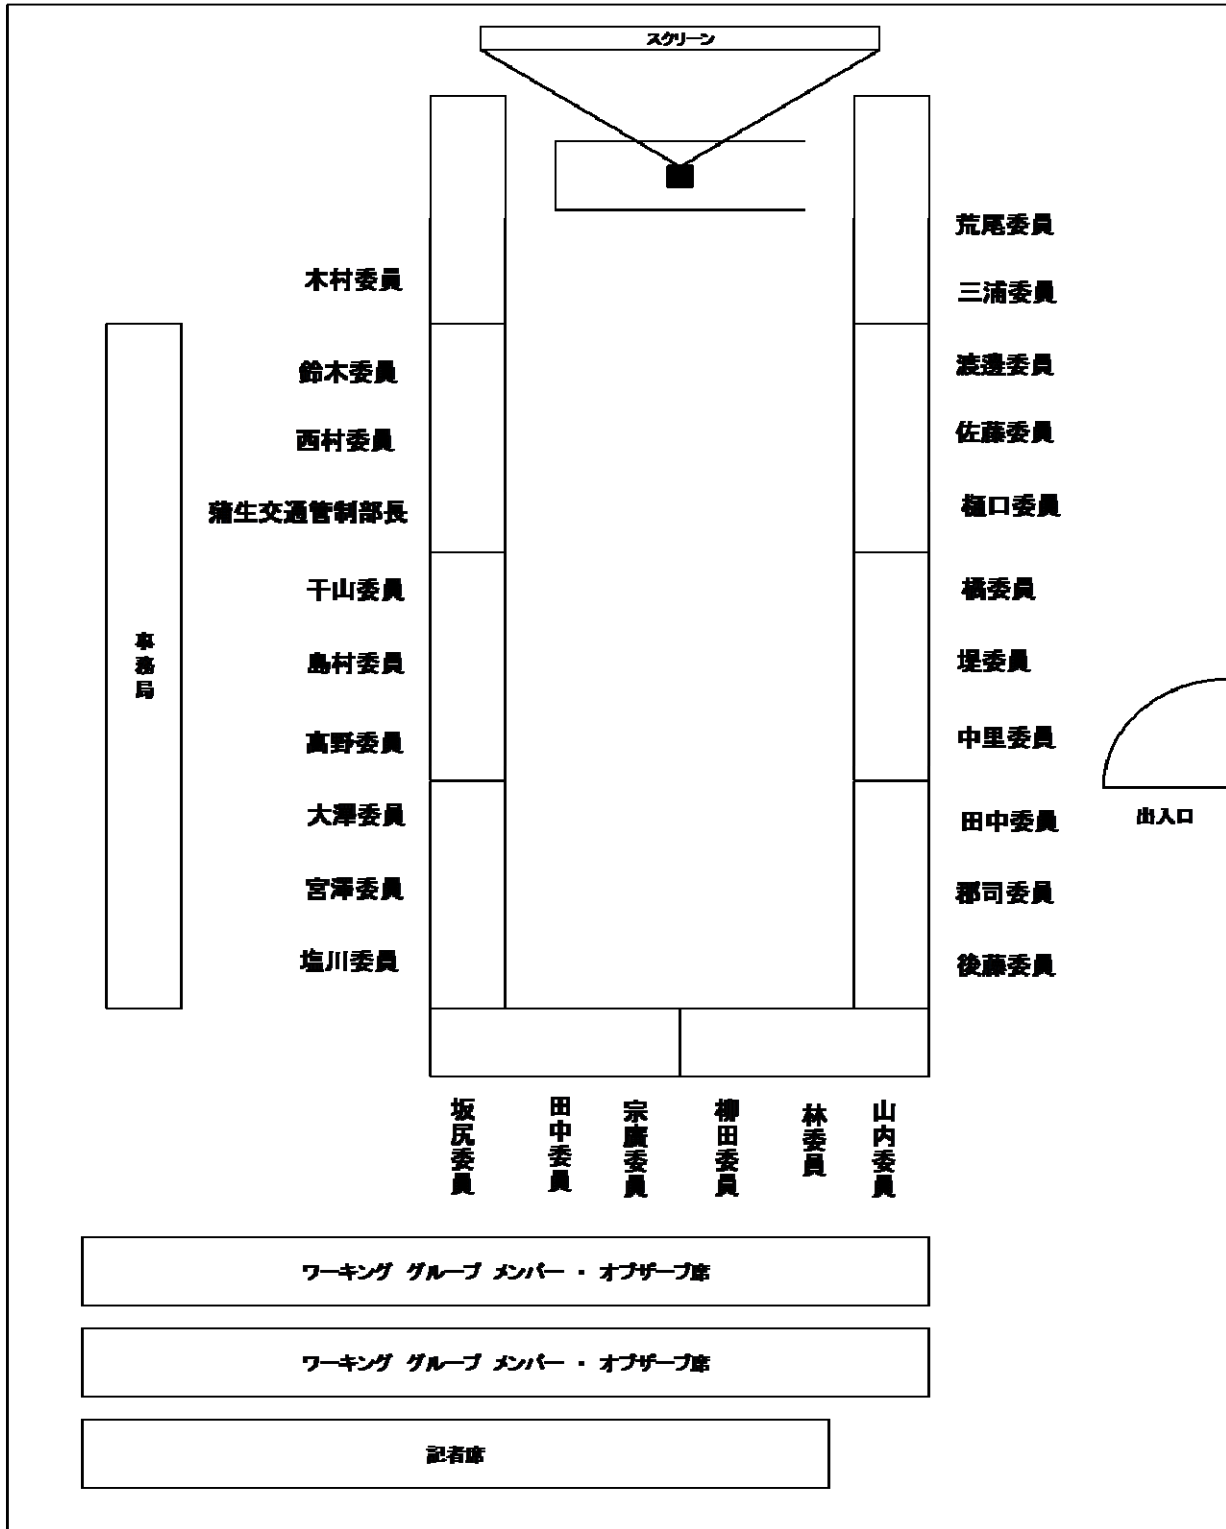 スクリーン
木村委員
鈴木委員
西村委員
蒲生交通管制部長
干山委員
島村委員
髙野委員
大澤委員
宮澤委員
塩川委員
事務局
荒尾委員
三浦委員
渡邊委員
佐藤委員
樋口委員
橘委員
堤委員
中里委員
田中委員
郡司委員
後藤委員
出入口
坂尻委員
田中委員
宗廣委員
柳田委員
林委員
山内委員
ワーキング グループ メンバー ・ オブザーブ席
ワーキング グループ メンバー ・ オブザーブ席
記者席